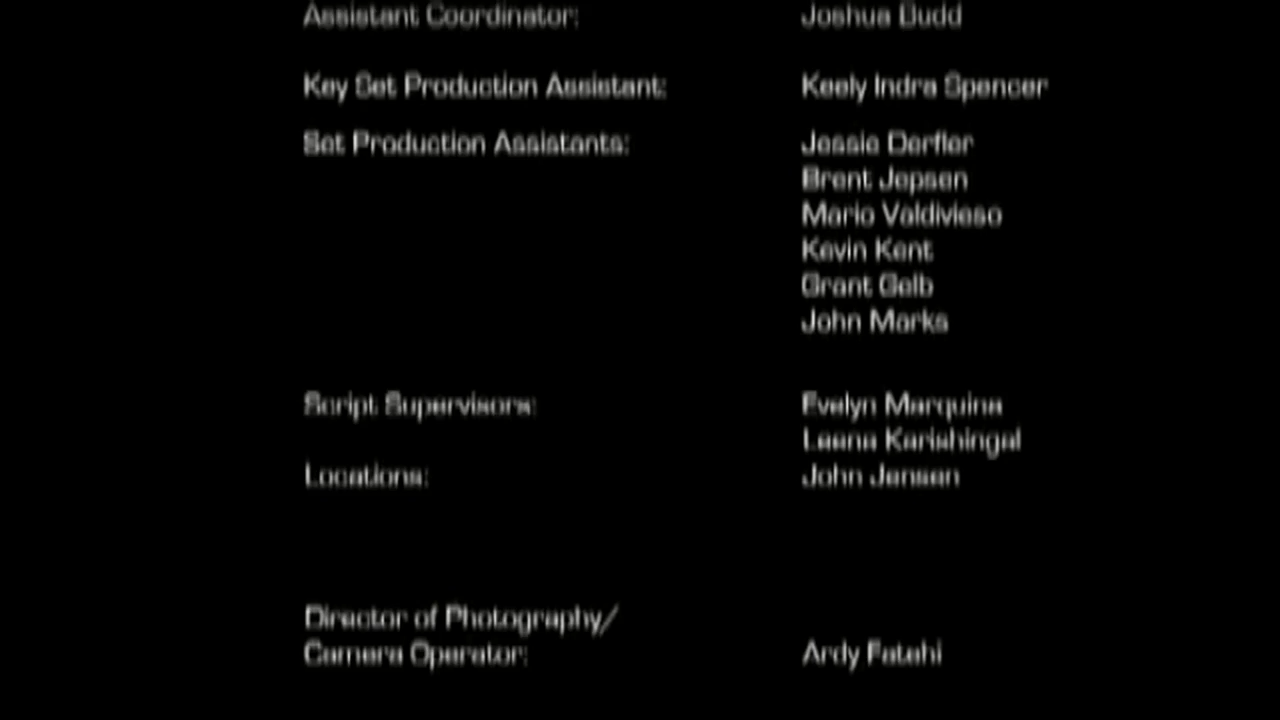 Assistant Coordinator: Joshua Budd
Key Set Production Assistant: Keely Indra Spencer
Set Production Assistants: Jessie Derfler
Brent Jepsen
Mario Valdivieso
Kevin Kent
Grant Gelb
John Marks
Script Supervisors: Evelyn Marquina
Leena Karishingal
Locations: John Jensen
Director of Photography/
Camera Operator: Ardy Fatehi